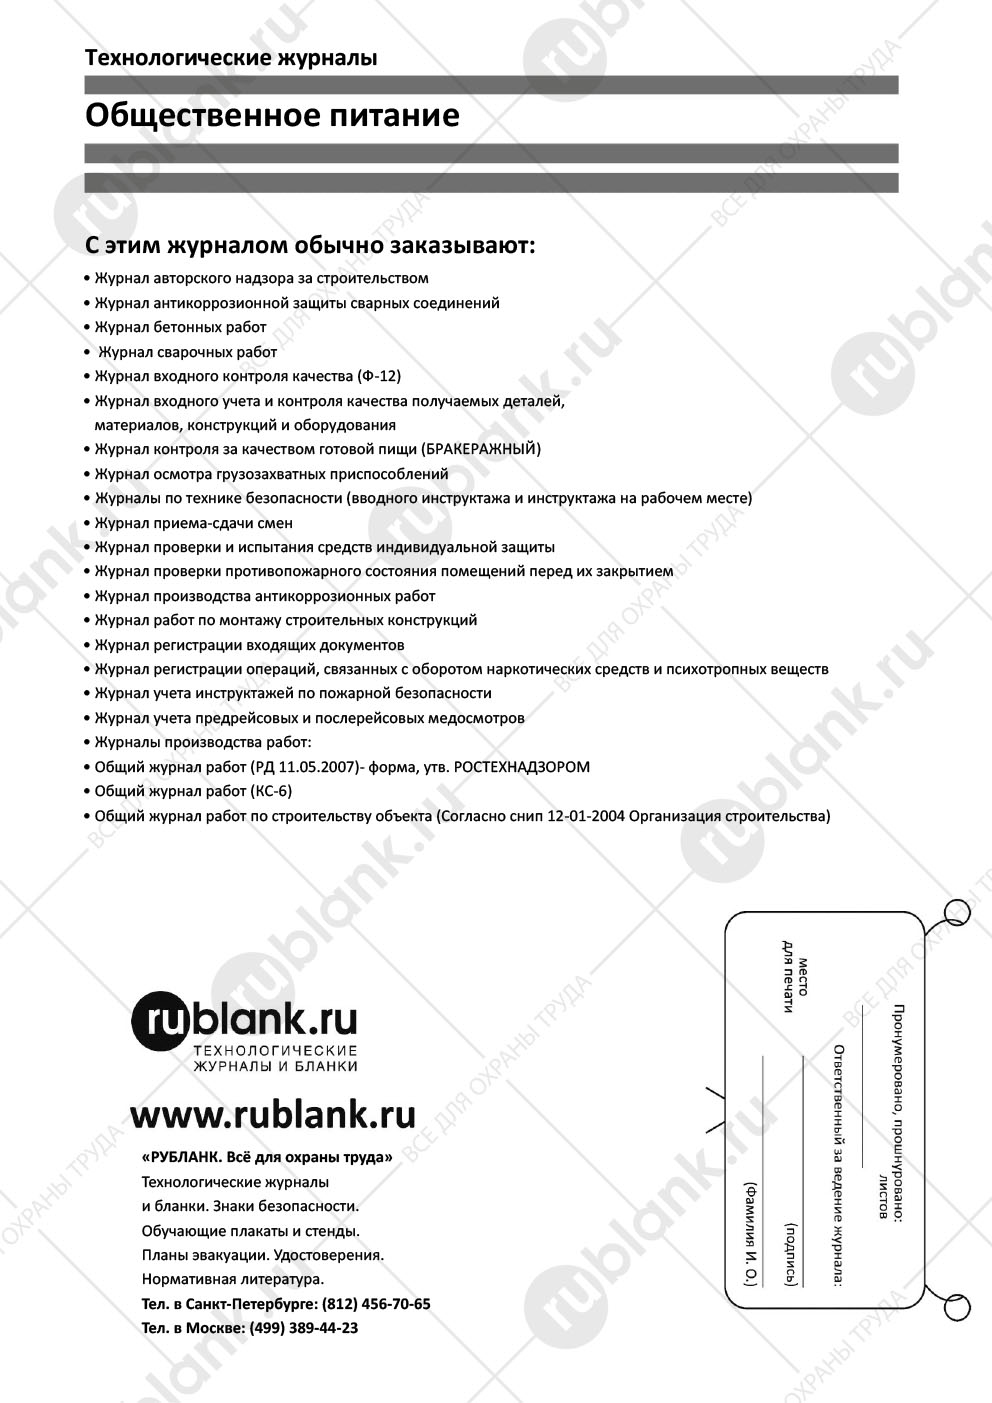 Технологические журналы
Общественное питание
С этим журналом обычно заказывают:
• Журнал авторского надзора за строительством
• Журнал антикоррозионной защиты сварных соединений
• Журнал бетонных работ
• Журнал сварочных работ
• Журнал входного контроля качества (Ф-12)
• Журнал входного учета и контроля качества получаемых деталей,
материалов, конструкций и оборудования
• Журнал контроля за качеством готовой пищи (БРАКЕРАЖНЫЙ)
• Журнал осмотра грузозахватных приспособлений
• Журналы по технике безопасности (вводного инструктажа и инструктажа на рабочем месте)
• Журнал приема-сдачи смен
• Журнал проверки и испытания средств индивидуальной защиты
• Журнал проверки противопожарного состояния помещений перед их закрытием
• Журнал производства антикоррозионных работ
• Журнал работ по монтажу строительных конструкций
• Журнал регистрации входящих документов
• Журнал регистрации операций, связанных с оборотом наркотических средств и психотропных веществ
• Журнал учета инструктажей по пожарной безопасности
• Журнал учета предрейсовых и послерейсовых медосмотров
• Журналы производства работ:
• Общий журнал работ (РД 11.05.2007)- форма, утв. РОСТЕХНАДЗОРОМ
• Общий журнал работ (КС-6)
• Общий журнал работ по строительству объекта (Согласно снип 12-01-2004 Организация строительства)
rublank.ru
ТЕХНОЛОГИЧЕСКИЕ
ЖУРНАЛЫ И БЛАНКИ
www.rublank.ru
«РУБЛАНК. Всё для охраны труда»
Технологические журналы
и бланки. Знаки безопасности.
Обучающие плакаты и стенды.
Планы эвакуации. Удостоверения.
Нормативная литература.
Тел. в Санкт-Петербурге: (812) 456-70-65
Тел. в Москве: (499) 389-44-23
Пронумеровано, прошнуровано:
листов
Ответственный за ведение журнала:
место
для печати
(подпись)
(Фамилия И. О.)
rublank.ru
ВСЕ ДЛЯ ОХРАНЫ ТРУДА